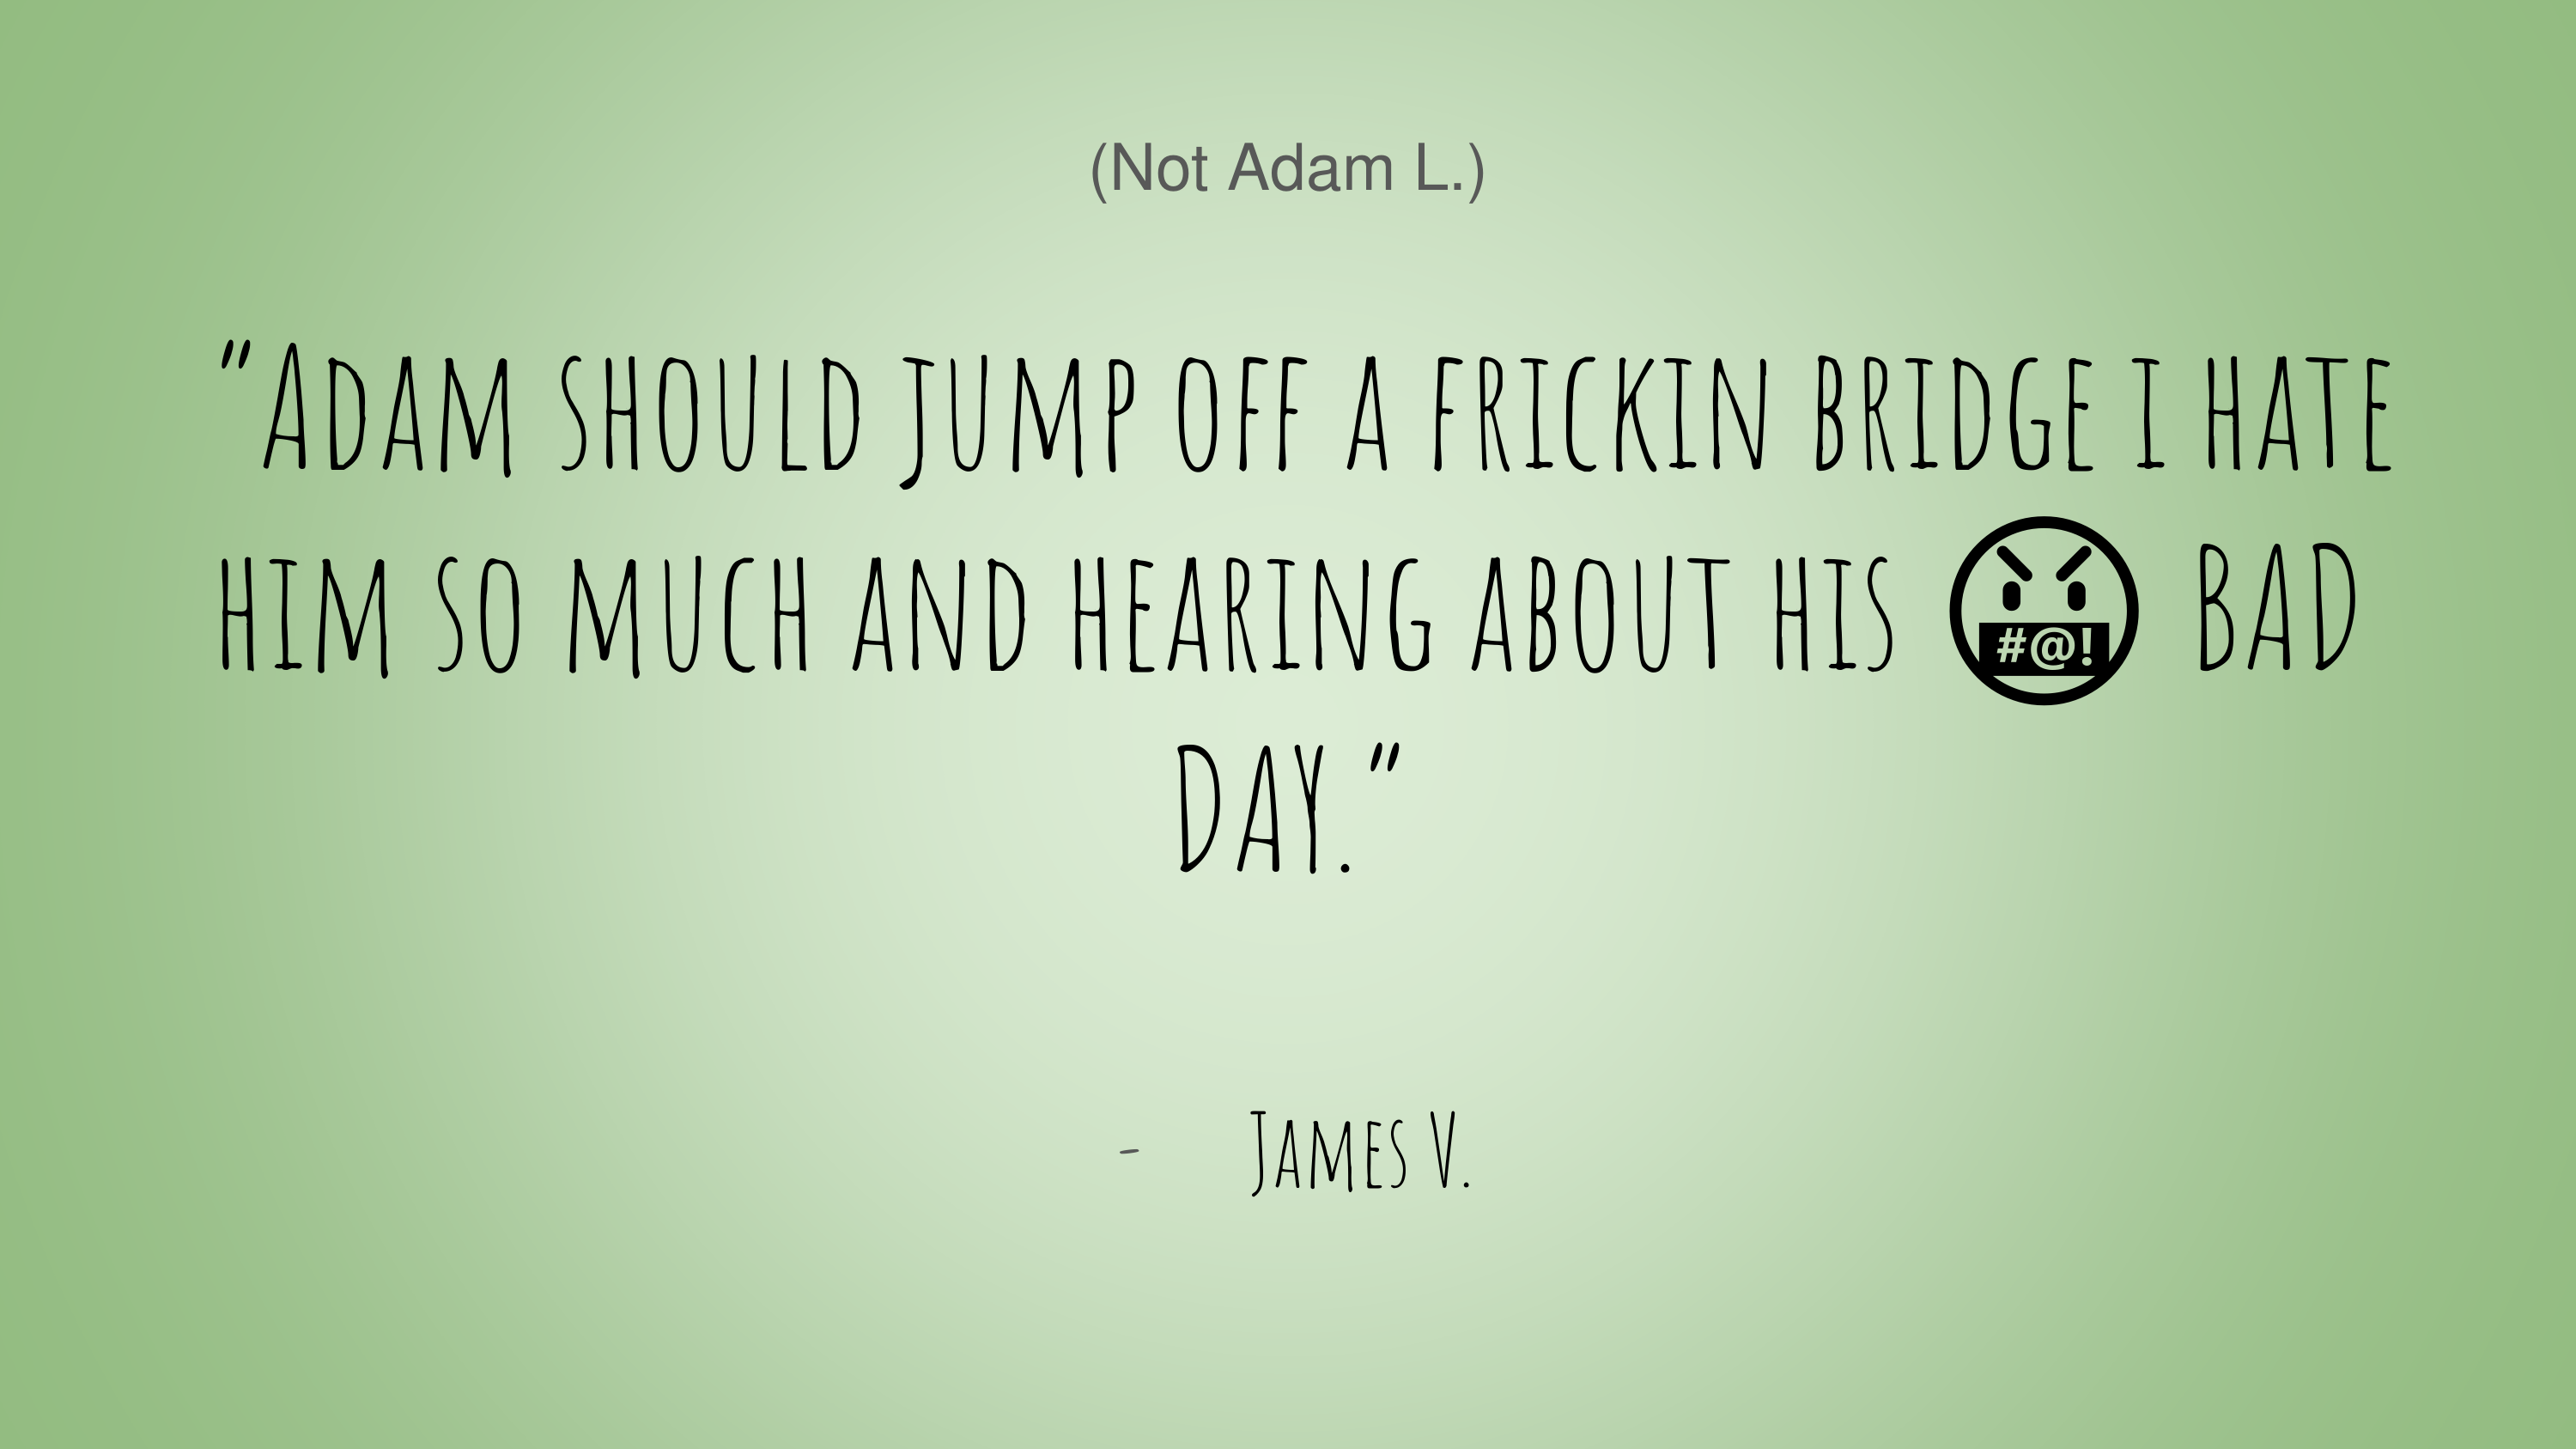 (Not Adam L.)
"Adam should jump off a frickin bridge i hate
him so much and hearing about his 🤬 BAD
DAY."
- James V.